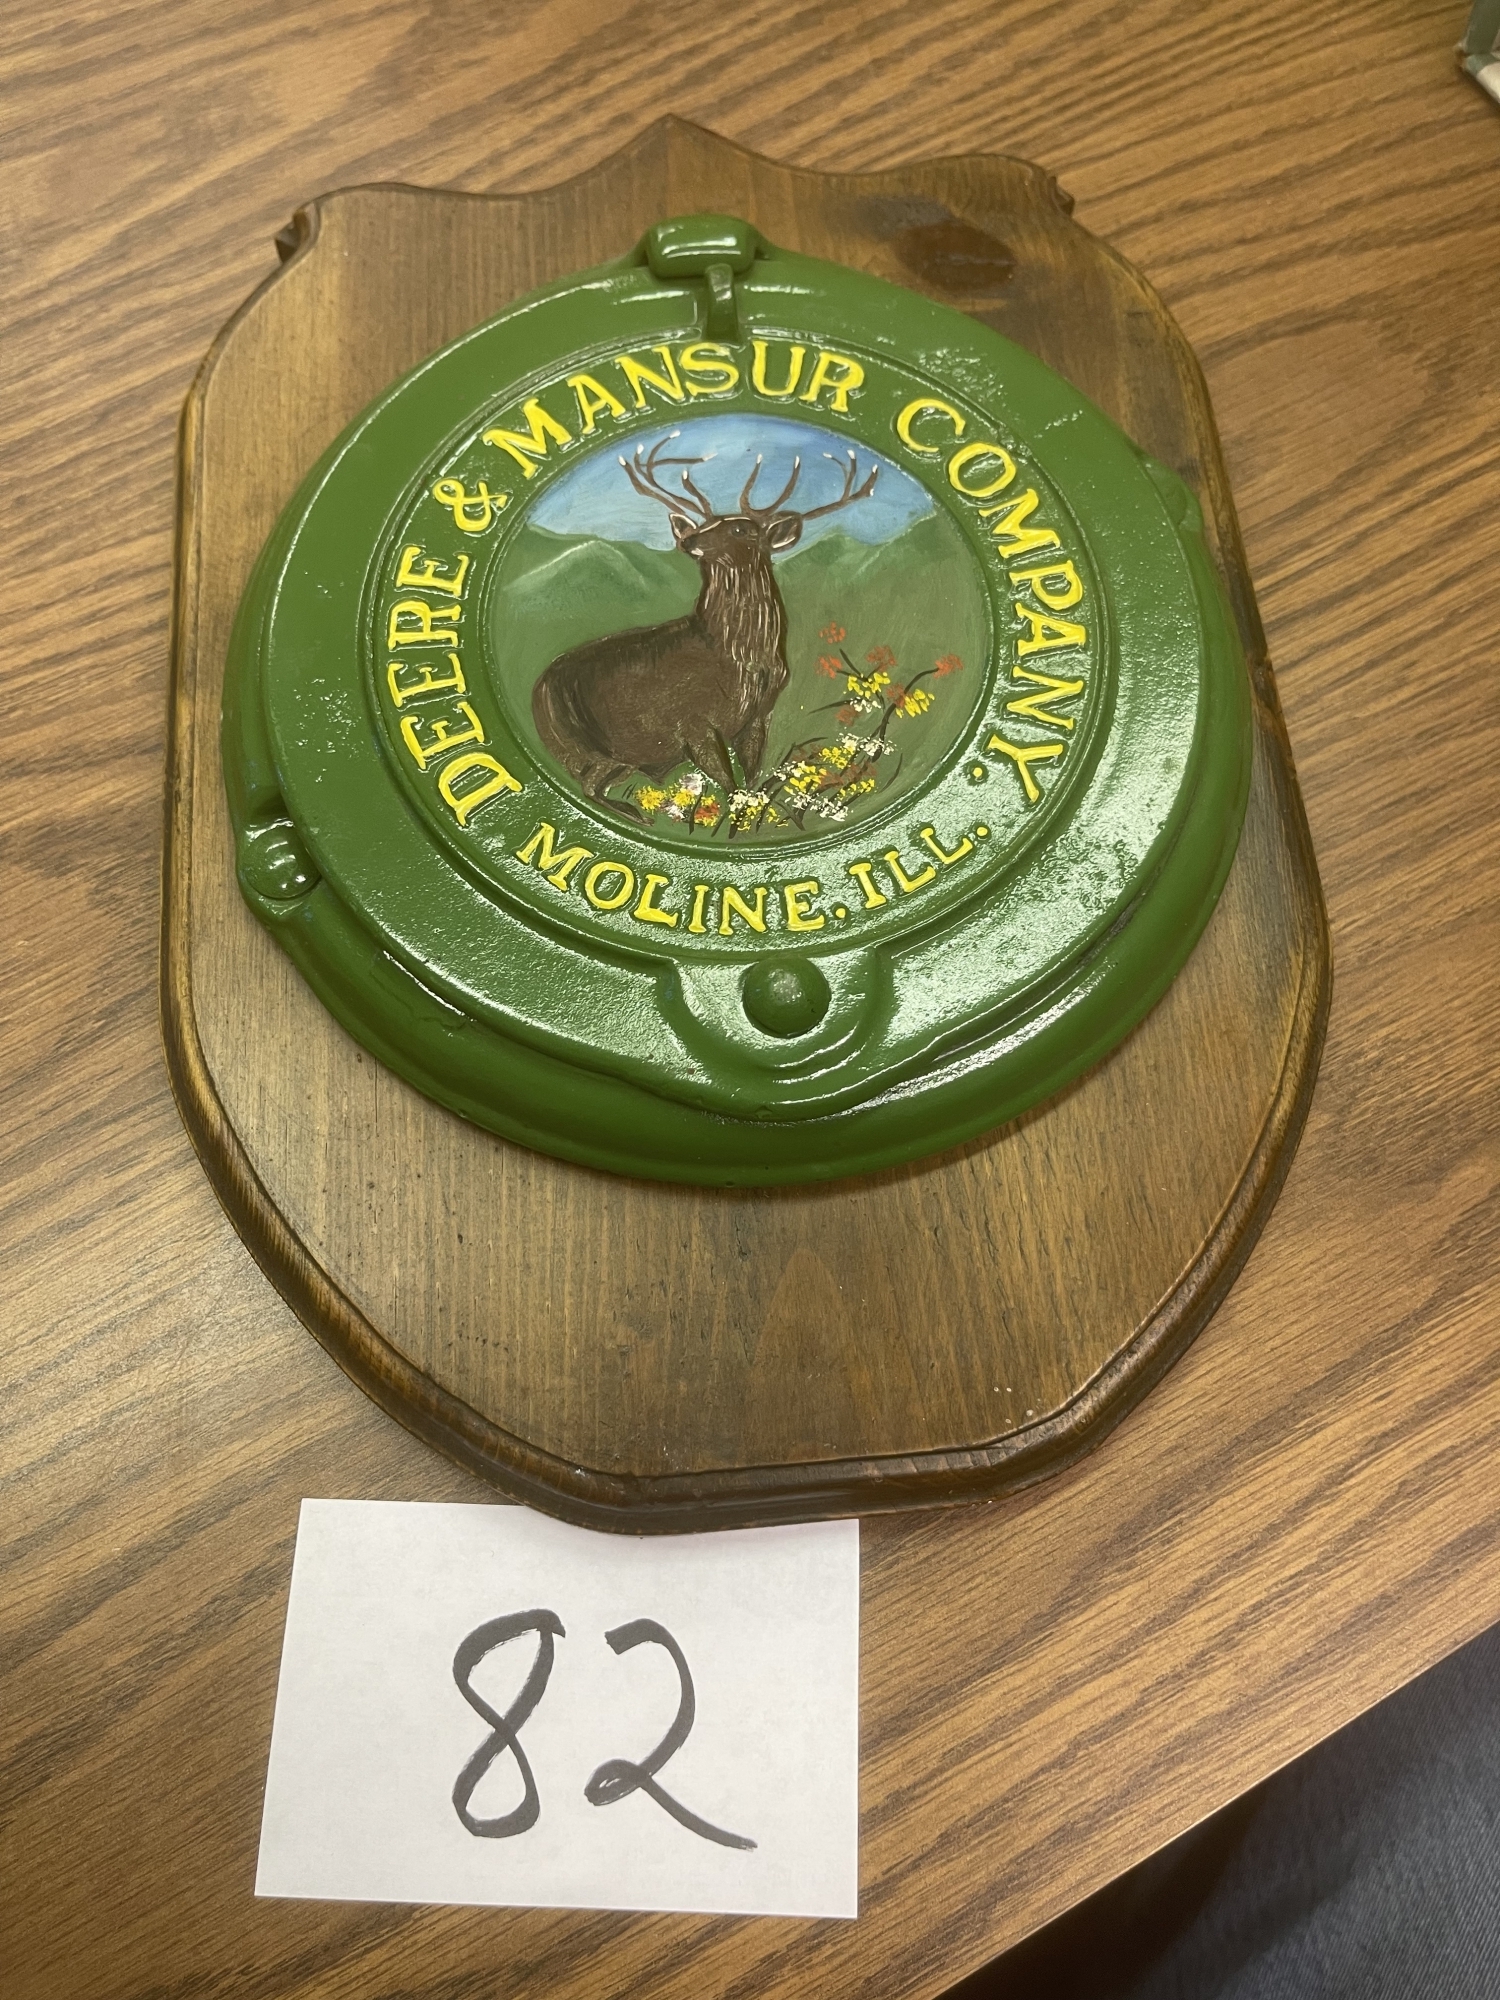 DEERE & MANSUR COMPANY.
MOLINE. ILL.
82